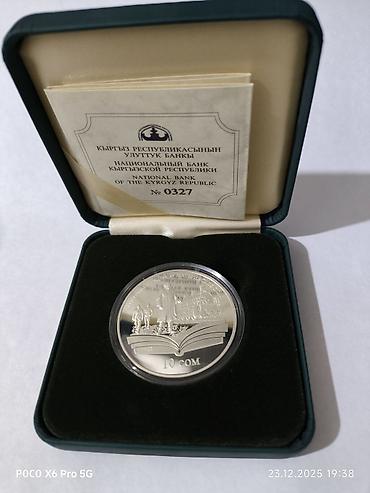 КЫРГЫЗ РЕСПУБЛИКАСЫНЫН
УЛУТТУК БАНКЫ
НАЦИОНАЛЬНЫЙ БАНК
КЫРГЫЗСКОЙ РЕСПУБЛИКИ
NATIONAL BANK
OF THE KYRGYZ REPUBLIC
№ 0327
10 СОМ
POCO X6 Pro 5G
23.12.2025 19:38